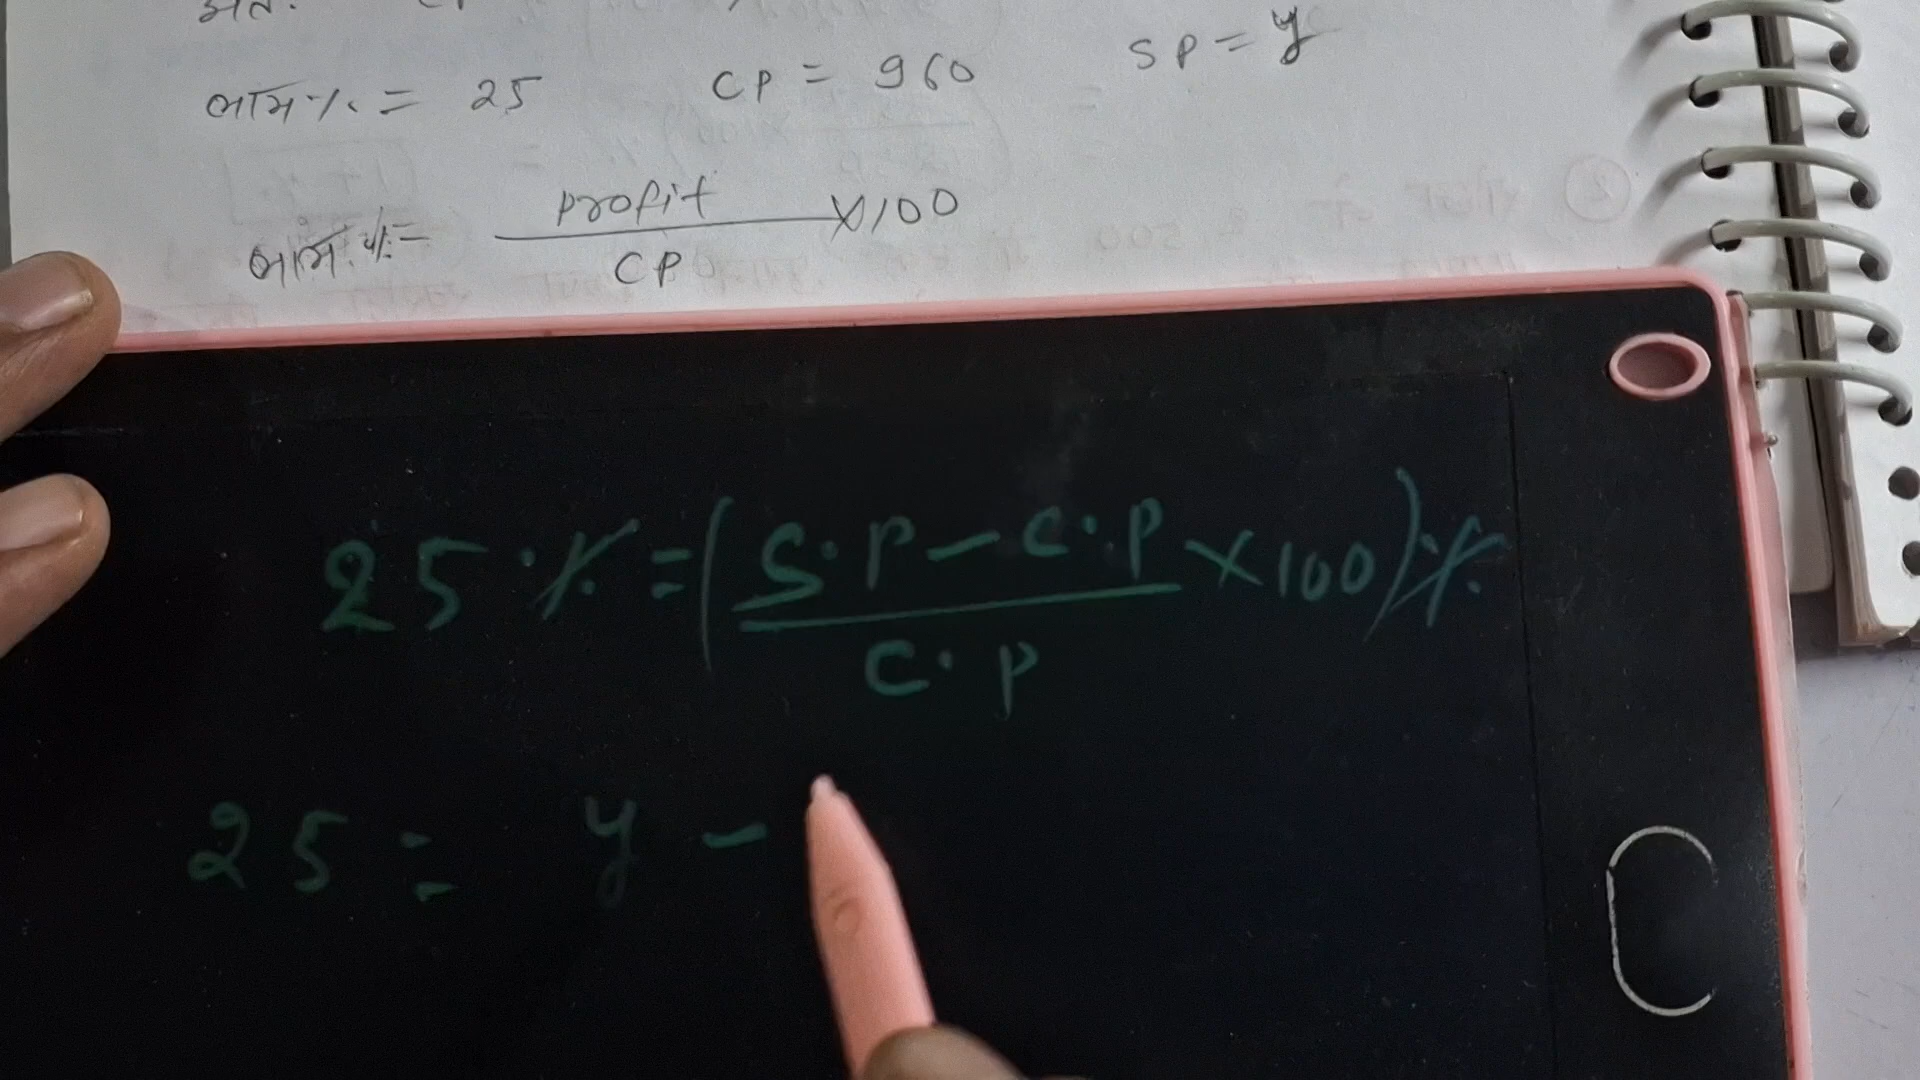 लाभ% = 25 CP = 960 SP = y
लाभ% = profit / CP × 100
25 % = ( S.P - C.P / C.P × 100 ) %
25 = y -